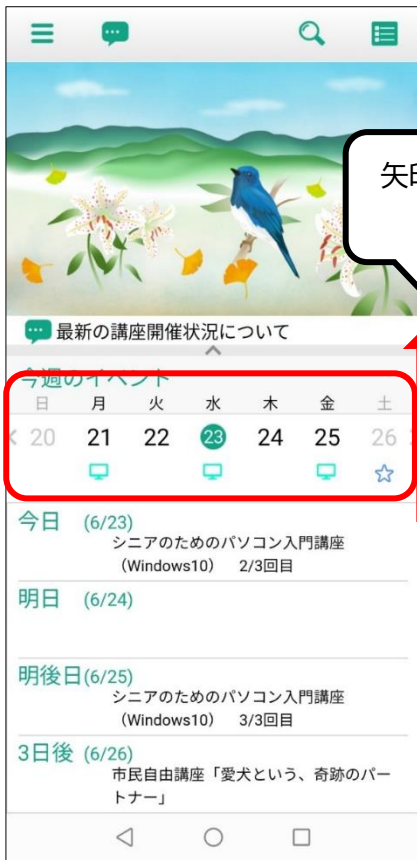 矢印
最新の講座開催状況について
今週のイベント
日 月 火 水 木 金 土
20 21 22 23 24 25 26
今日 (6/23)
シニアのためのパソコン入門講座
（Windows10） 2/3回目
明日 (6/24)
明後日(6/25)
シニアのためのパソコン入門講座
（Windows10） 3/3回目
3日後 (6/26)
市民自由講座「愛犬という、奇跡のパー
トナー」